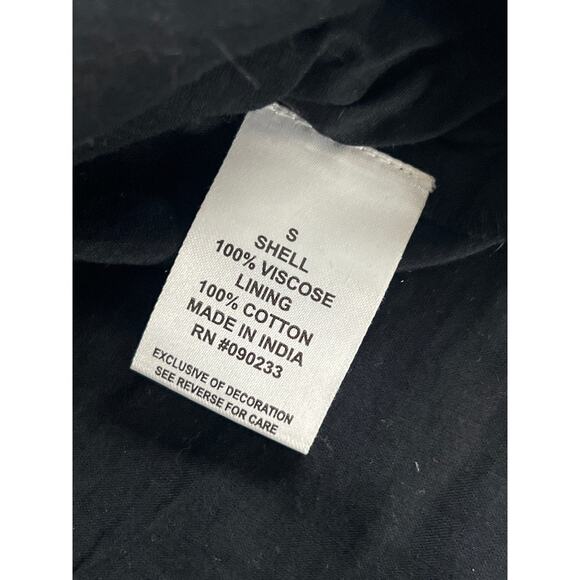 S
SHELL
100% VISCOSE
LINING
100% COTTON
MADE IN INDIA
RN #090233
EXCLUSIVE OF DECORATION
SEE REVERSE FOR CARE